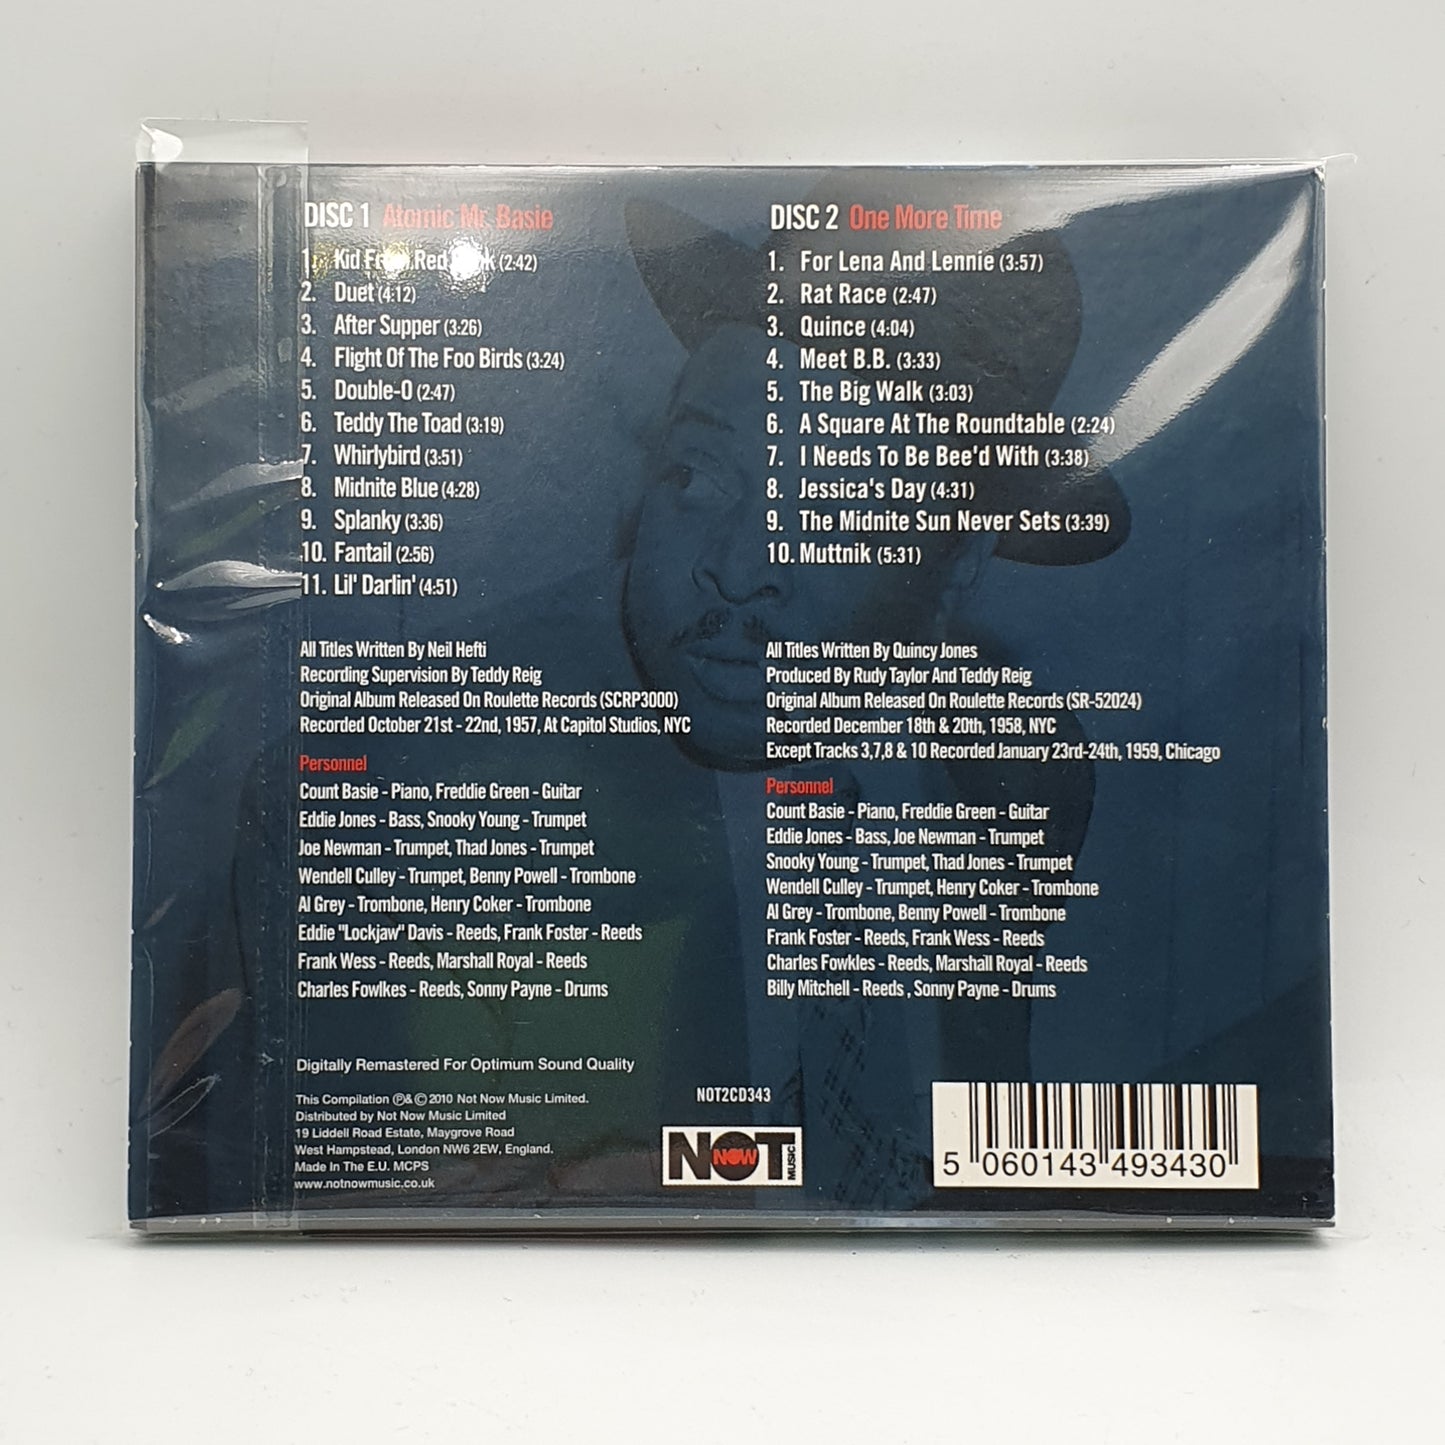 DISC 1 Atomic Mr. Basie
1. Kid From Red (2:42)
2. Duet (4:12)
3. After Supper (3:26)
4. Flight Of The Foo Birds (3:24)
5. Double-O (2:47)
6. Teddy The Toad (3:19)
7. Whirlybird (3:51)
8. Midnite Blue (4:28)
9. Splanky (3:36)
10. Fantail (2:56)
11. Lil' Darlin' (4:51)
All Titles Written By Neil Hefti
Recording Supervision By Teddy Reig
Original Album Released On Roulette Records (SCRP3000)
Recorded October 21st - 22nd, 1957, At Capitol Studios, NYC
Personnel
Count Basie - Piano, Freddie Green - Guitar
Eddie Jones - Bass, Snooky Young - Trumpet
Joe Newman - Trumpet, Thad Jones - Trumpet
Wendell Culley - Trumpet, Benny Powell - Trombone
Al Grey - Trombone, Henry Coker - Trombone
Eddie "Lockjaw" Davis - Reeds, Frank Foster - Reeds
Frank Wess - Reeds, Marshall Royal - Reeds
Charles Fowlkes - Reeds, Sonny Payne - Drums
DISC 2 One More Time
1. For Lena And Lennie (3:57)
2. Rat Race (2:47)
3. Quince (4:04)
4. Meet B.B. (3:33)
5. The Big Walk (3:03)
6. A Square At The Roundtable (2:24)
7. I Needs To Be Bee'd With (3:38)
8. Jessica's Day (4:31)
9. The Midnite Sun Never Sets (3:39)
10. Muttnik (5:31)
All Titles Written By Quincy Jones
Produced By Rudy Taylor And Teddy Reig
Original Album Released On Roulette Records (SR-52024)
Recorded December 18th & 20th, 1958, NYC
Except Tracks 3,7,8 & 10 Recorded January 23rd-24th, 1959, Chicago
Personnel
Count Basie - Piano, Freddie Green - Guitar
Eddie Jones - Bass, Joe Newman - Trumpet
Snooky Young - Trumpet, Thad Jones - Trumpet
Wendell Culley - Trumpet, Henry Coker - Trombone
Al Grey - Trombone, Benny Powell - Trombone
Frank Foster - Reeds, Frank Wess - Reeds
Charles Fowkles - Reeds, Marshall Royal - Reeds
Billy Mitchell - Reeds , Sonny Payne - Drums
Digitally Remastered For Optimum Sound Quality
This Compilation ℗&© 2010 Not Now Music Limited.
Distributed by Not Now Music Limited
19 Liddell Road Estate, Maygrove Road
West Hampstead, London NW6 2EW, England.
Made In The E.U. MCPS
www.notnowmusic.co.uk
NOT2CD343
NOT NOW MUSIC
5 060143 493430